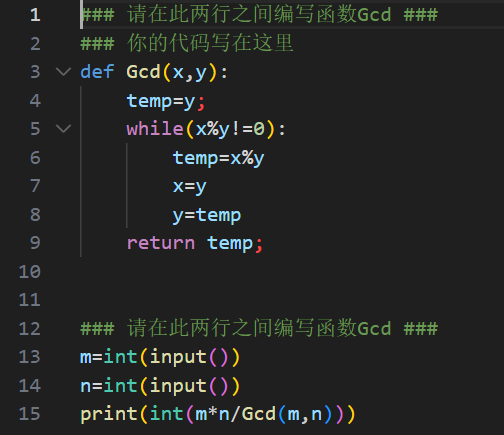 1 ### 请在此两行之间编写函数Gcd ###
2 ### 你的代码写在这里
3 def Gcd(x,y):
4     temp=y;
5     while(x%y!=0):
6         temp=x%y
7         x=y
8         y=temp
9     return temp;
10
11
12 ### 请在此两行之间编写函数Gcd ###
13 m=int(input())
14 n=int(input())
15 print(int(m*n/Gcd(m,n)))